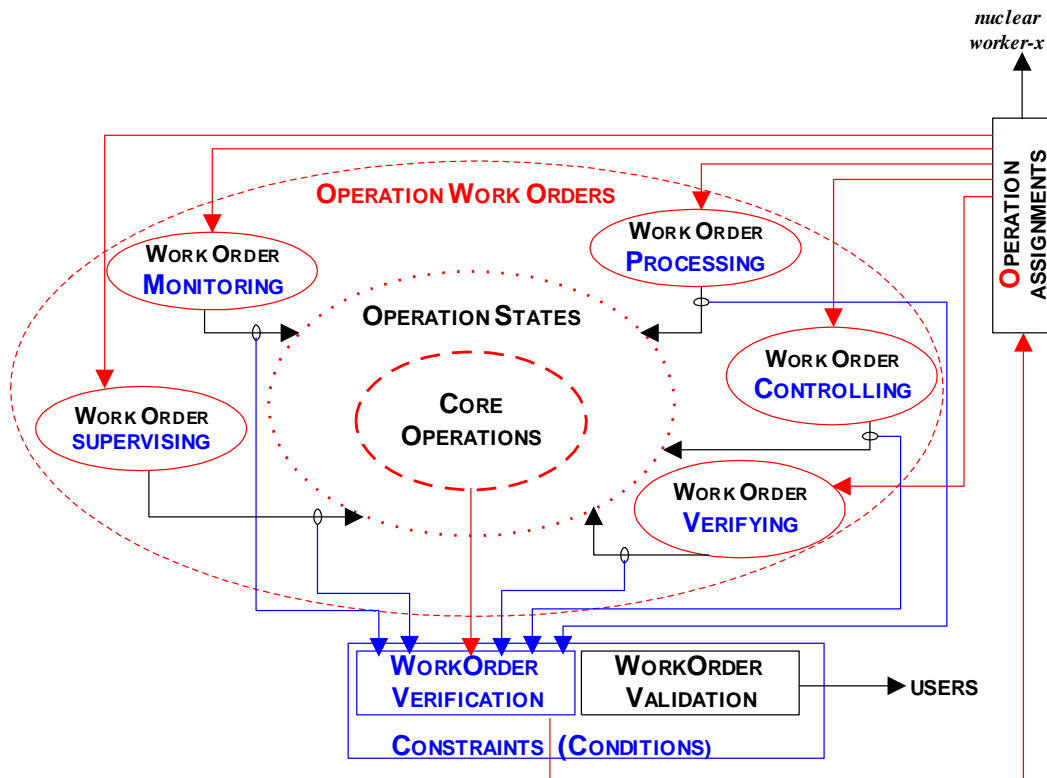 nuclear
worker-x
OPERATION WORK ORDERS
OPERATION
ASSIGNMENTS
WORK ORDER
MONITORING
WORK ORDER
PROCESSING
OPERATION STATES
WORK ORDER
CONTROLLING
CORE
OPERATIONS
WORK ORDER
SUPERVISING
WORK ORDER
VERIFYING
WORKORDER
VERIFICATION
WORKORDER
VALIDATION
USERS
CONSTRAINTS (CONDITIONS)